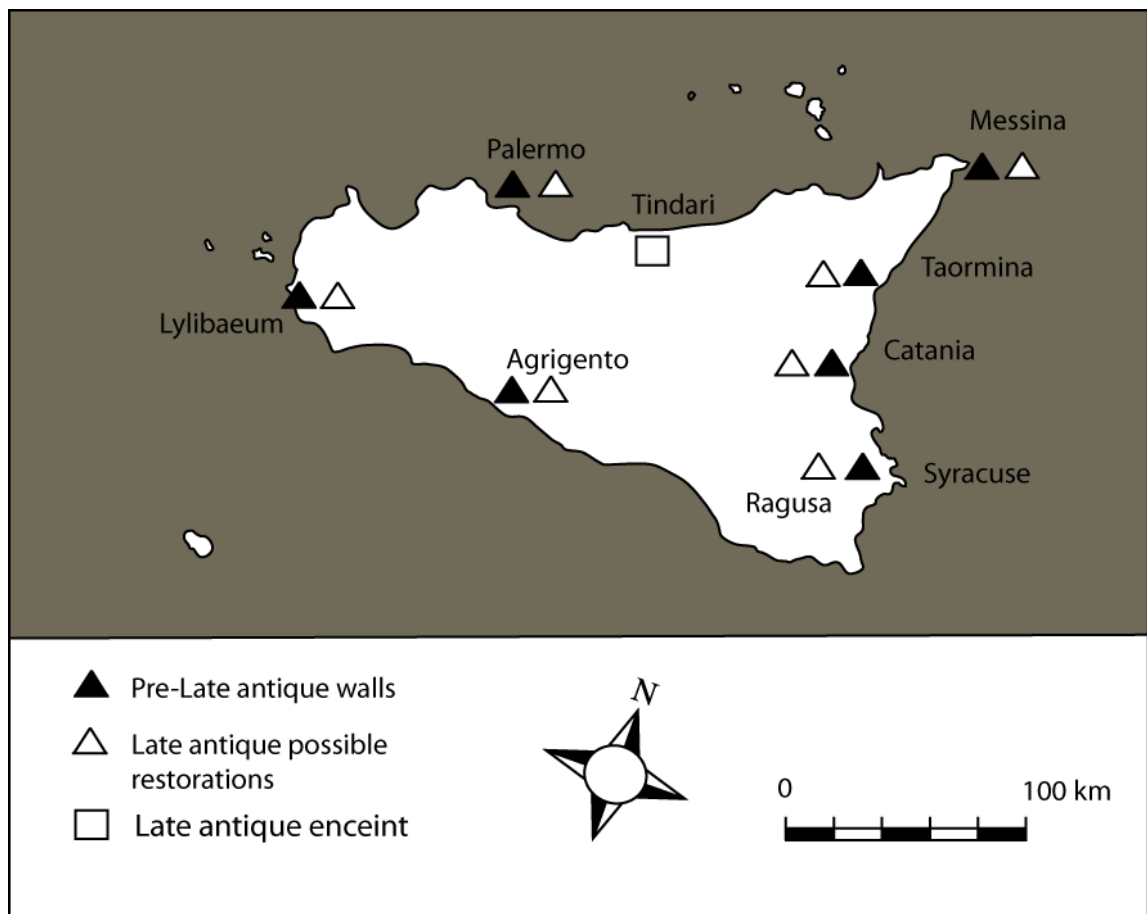 Messina
Palermo
Tindari
Taormina
Lylibaeum
Catania
Agrigento
Syracuse
Ragusa
Pre-Late antique walls
N
Late antique possible
restorations
0 100 km
Late antique enceint